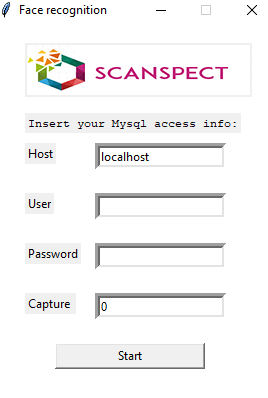 Face recognition
SCANSPECT
Insert your Mysql access info:
Host
localhost
User
Password
Capture
0
Start